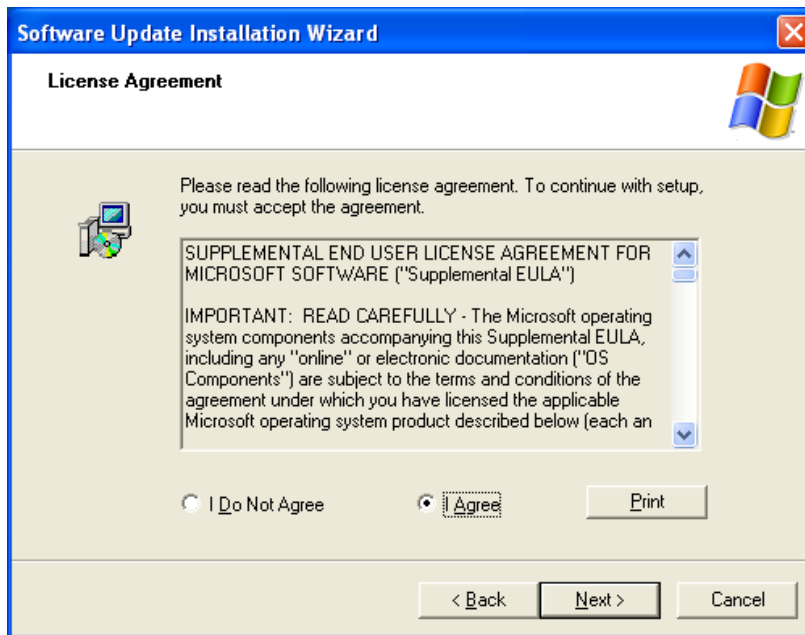 Software Update Installation Wizard
License Agreement
Please read the following license agreement. To continue with setup,
you must accept the agreement.
SUPPLEMENTAL END USER LICENSE AGREEMENT FOR
MICROSOFT SOFTWARE ("Supplemental EULA")
IMPORTANT:  READ CAREFULLY - The Microsoft operating
system components accompanying this Supplemental EULA,
including any "online" or electronic documentation ("OS
Components") are subject to the terms and conditions of the
agreement under which you have licensed the applicable
Microsoft operating system product described below (each an
I Do Not Agree
I Agree
Print
< Back
Next >
Cancel